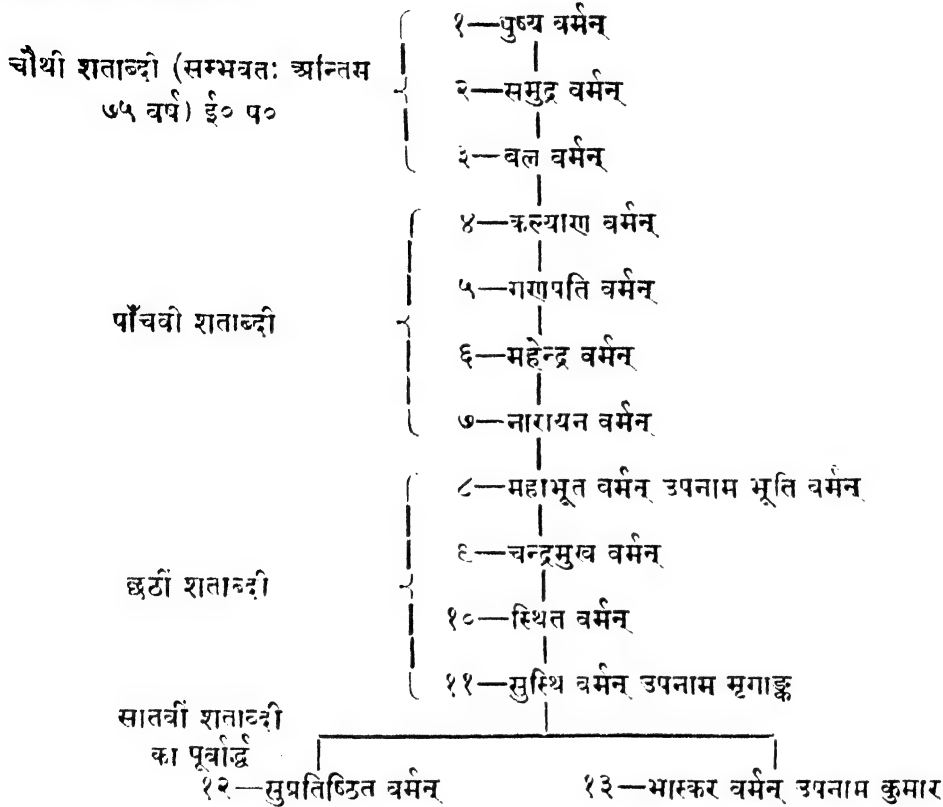 १—पुष्य वर्मन्
चौथी शताब्दी (सम्भवतः अन्तिम
७५ वर्ष) ई० प०
२—समुद्र वर्मन्
३—बल वर्मन्
४—कल्याण वर्मन्
५—गणपति वर्मन्
पाँचवी शताब्दी
६—महेन्द्र वर्मन्
७—नारायन वर्मन्
८—महाभूत वर्मन् उपनाम भूति वर्मन्
९—चन्द्रमुख वर्मन्
छठीं शताब्दी
१०—स्थित वर्मन्
११—सुस्थि वर्मन् उपनाम मृगाङ्क
सातवीं शताब्दी
का पूर्वार्द्ध
१२—सुप्रतिष्ठित वर्मन्
१३—भास्कर वर्मन् उपनाम कुमार